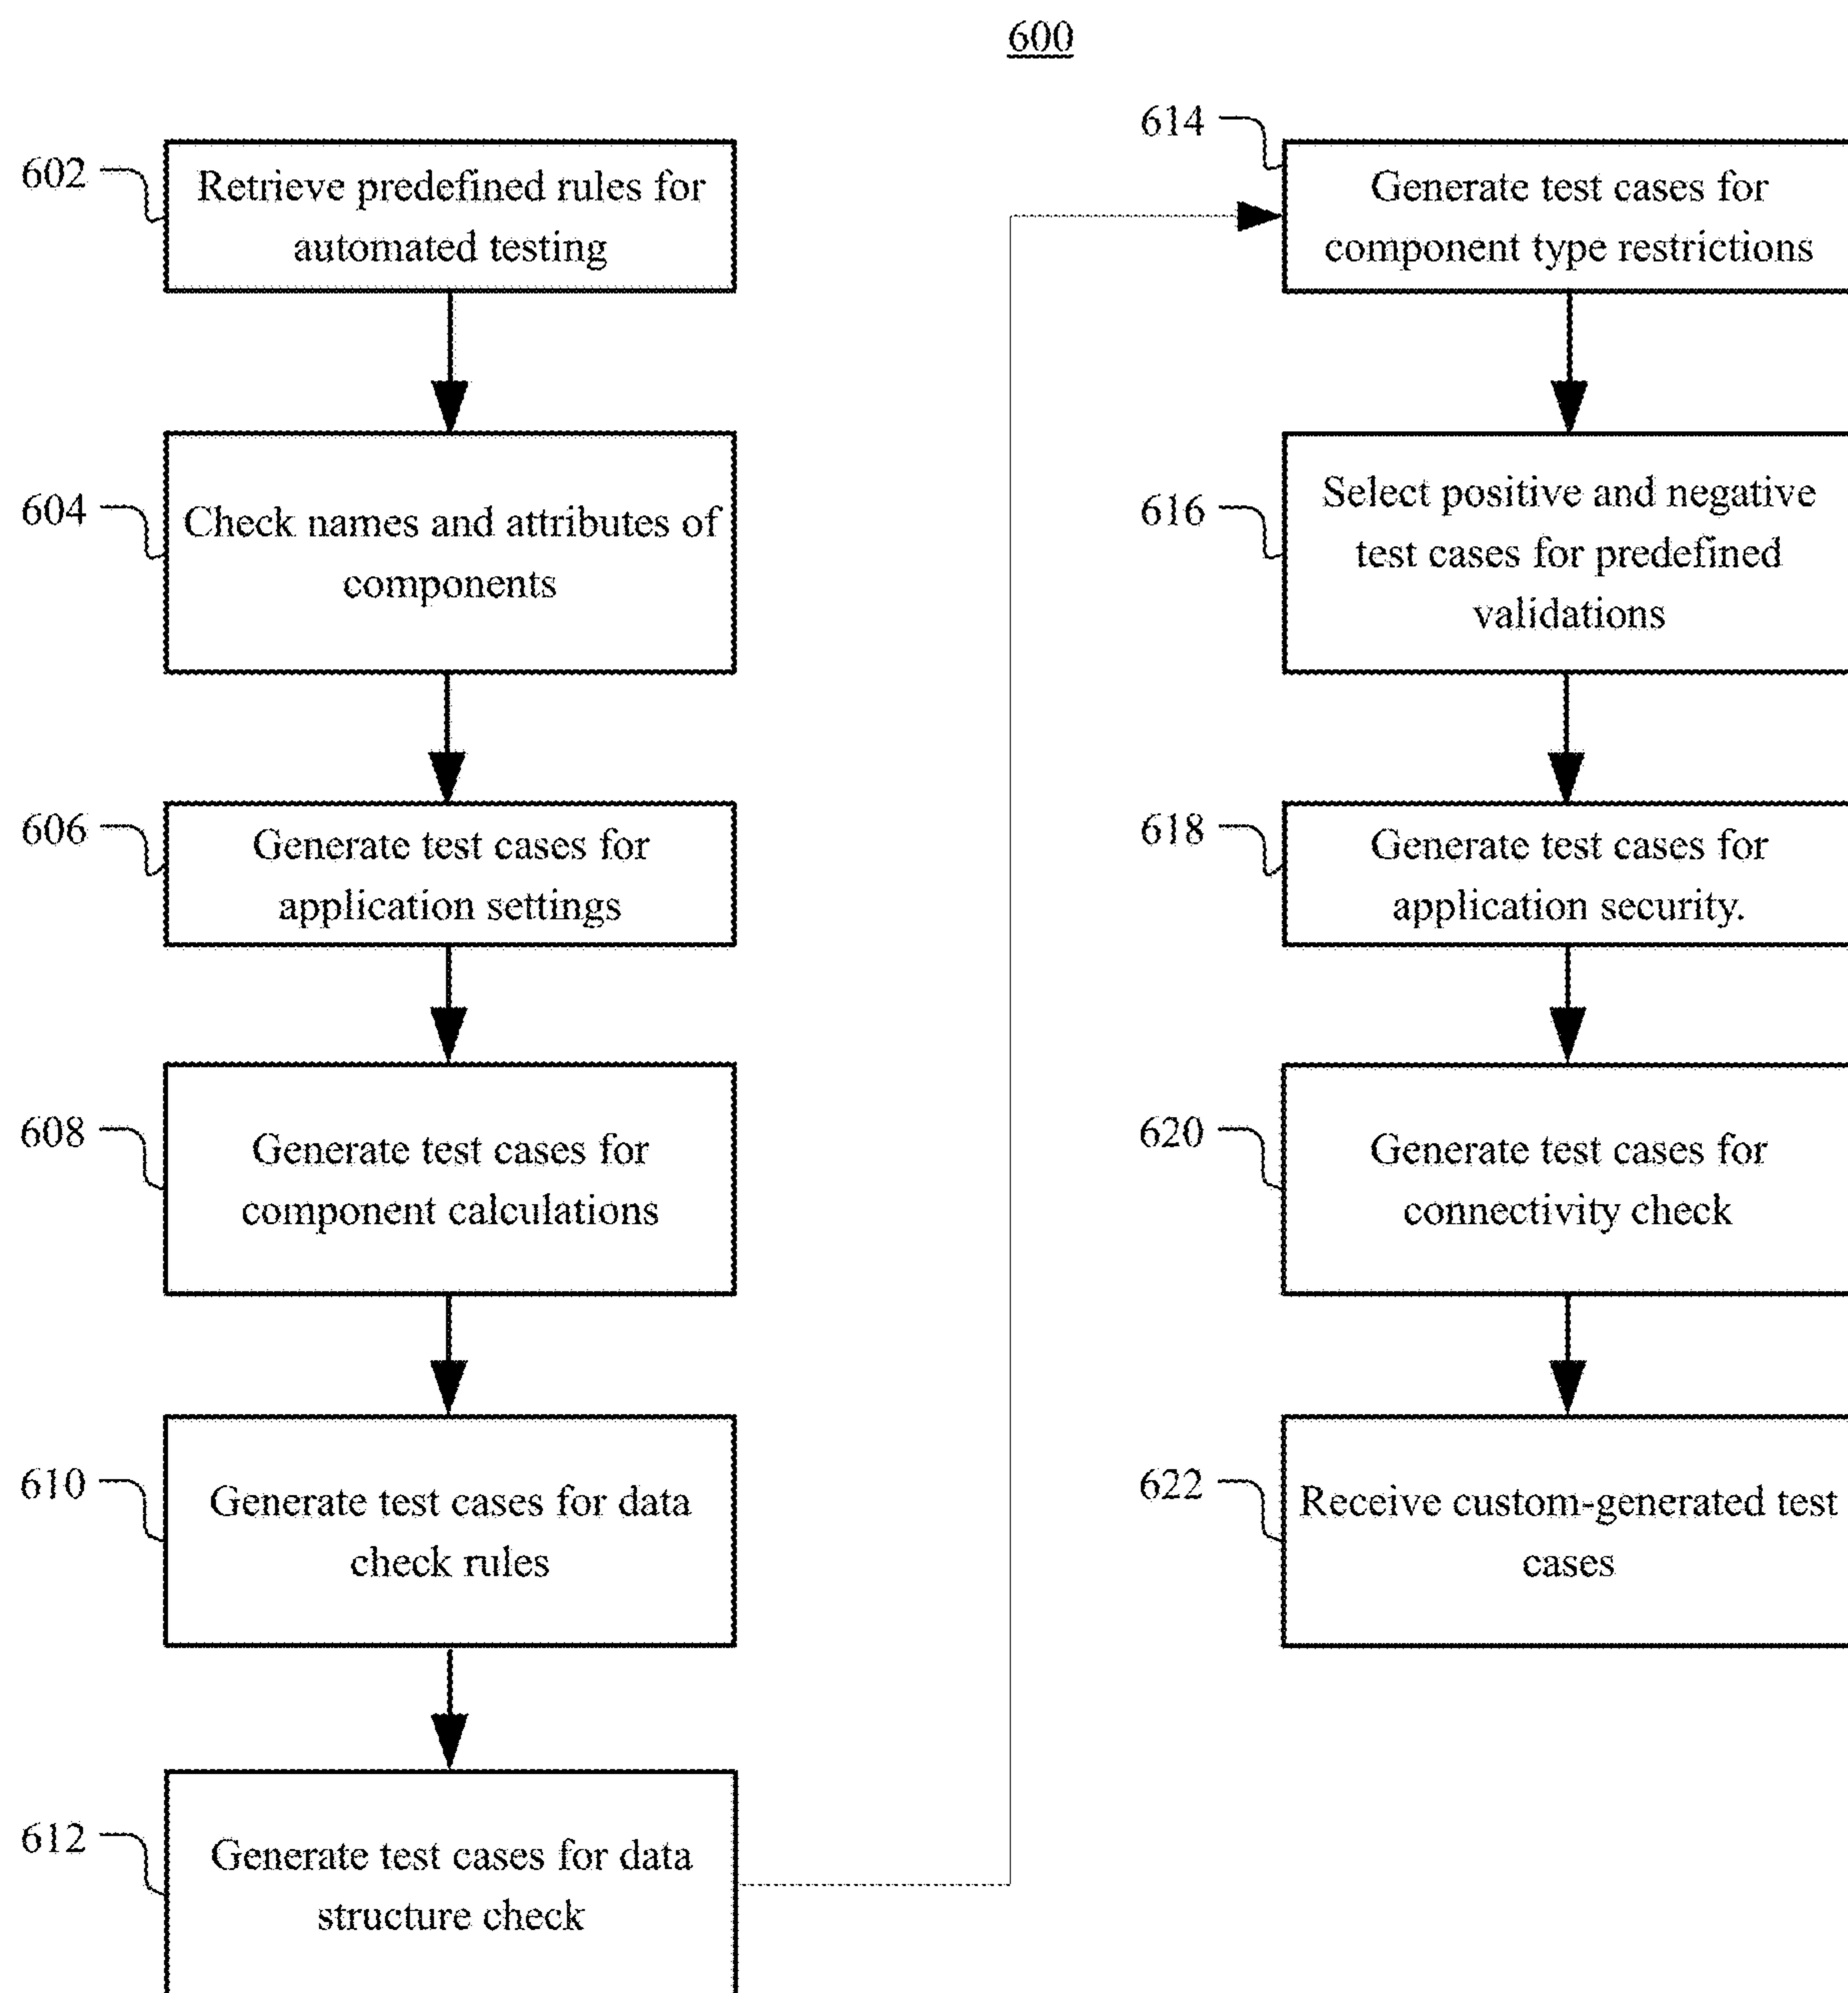 600
602
Retrieve predefined rules for
automated testing
604
Check names and attributes of
components
606
Generate test cases for
application settings
608
Generate test cases for
component calculations
610
Generate test cases for data
check rules
612
Generate test cases for data
structure check
614
Generate test cases for
component type restrictions
616
Select positive and negative
test cases for predefined
validations
618
Generate test cases for
application security.
620
Generate test cases for
connectivity check
622
Receive custom-generated test
cases